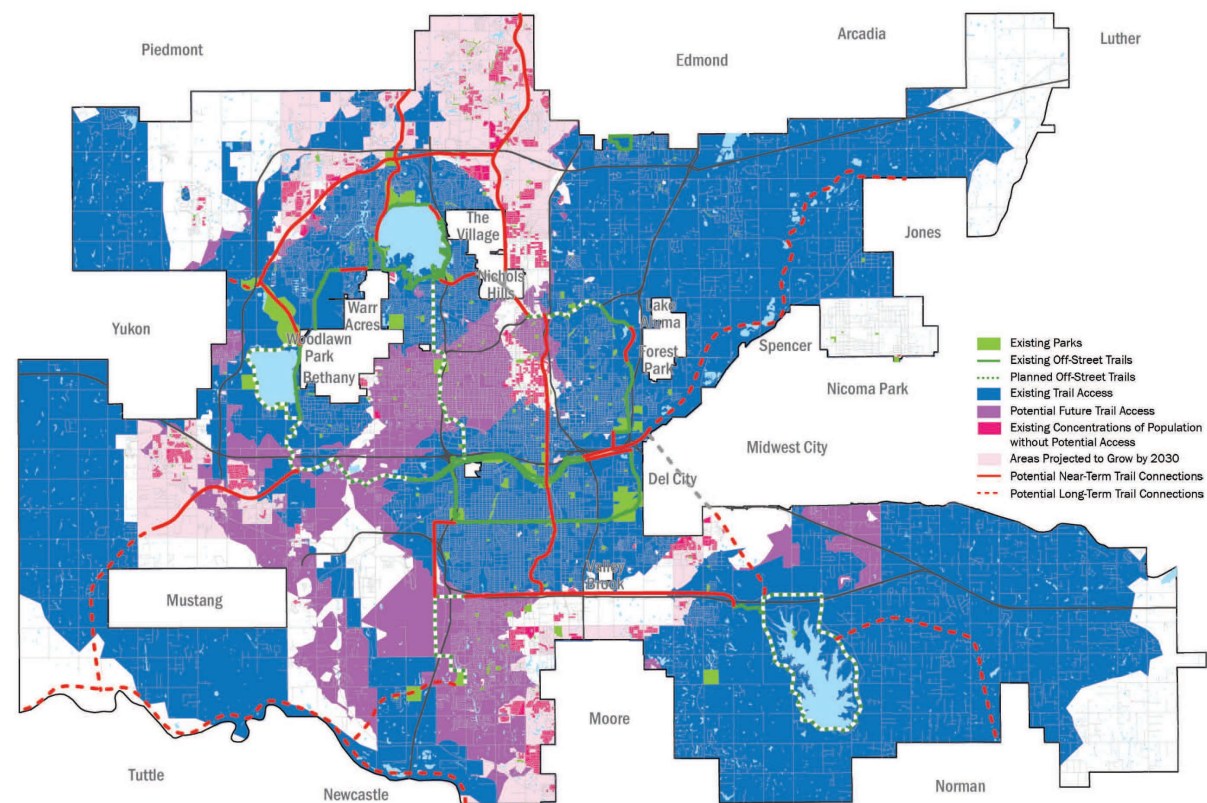 Piedmont
Edmond
Arcadia
Luther
The
Village
Nichols
Hills
Jones
Warr
Acres
Yukon
Woodlawn
Park
Bethany
Lake
Aluma
Forest
Park
Spencer
Nicoma Park
Midwest City
Del City
Valley
Brook
Mustang
Moore
Tuttle
Newcastle
Norman
Existing Parks
Existing Off-Street Trails
Planned Off-Street Trails
Existing Trail Access
Potential Future Trail Access
Existing Concentrations of Population
without Potential Access
Areas Projected to Grow by 2030
Potential Near-Term Trail Connections
Potential Long-Term Trail Connections